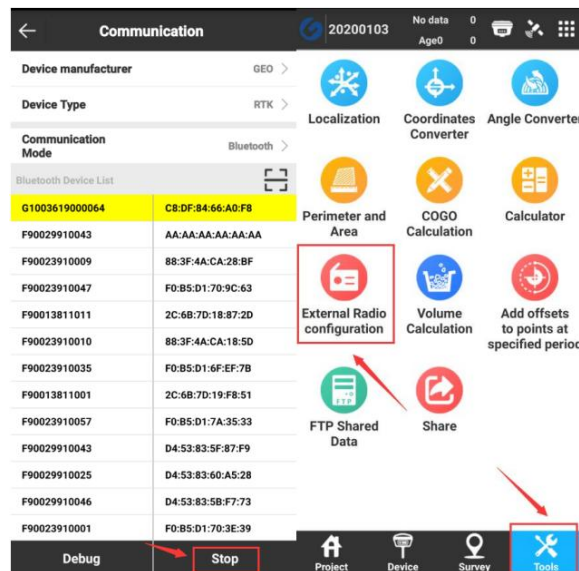 Communication
Device manufacturer GEO
Device Type RTK
Communication
Mode
Bluetooth
Bluetooth Device List
G1003619000064 C8:DF:84:66:A0:F8
F90029910043 AA:AA:AA:AA:AA:AA
F90023910009 88:3F:4A:CA:28:BF
F90023910047 F0:B5:D1:70:9C:63
F90013811011 2C:6B:7D:18:87:2D
F90023910010 88:3F:4A:CA:18:5D
F90023910035 F0:B5:D1:6F:EF:7B
F90013811001 2C:6B:7D:19:F8:51
F90023910057 F0:B5:D1:7A:35:33
F90029910043 D4:53:83:5F:87:F9
F90029910025 D4:53:83:60:A5:28
F90029910046 D4:53:83:5B:F7:73
F90023910001 F0:B5:D1:70:3E:39
Debug Stop
20200103
No data 0
Age0 0
Localization
Coordinates
Converter
Angle Converter
Perimeter and
Area
COGO
Calculation
Calculator
External Radio
configuration
Volume
Calculation
Add offsets
to points at
specified period
FTP
FTP Shared
Data
Share
Project Device Survey Tools